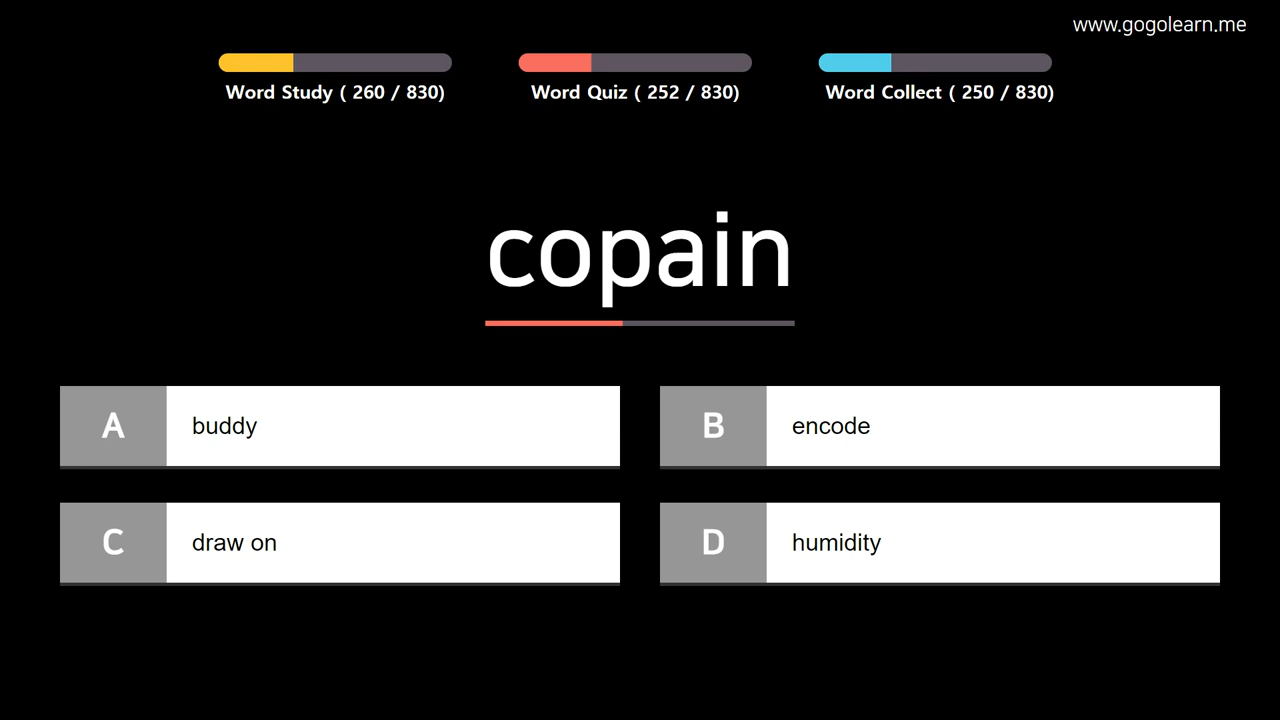 www.gogolearn.me
Word Study ( 260 / 830)
Word Quiz ( 252 / 830)
Word Collect ( 250 / 830)
copain
A
buddy
B
encode
C
draw on
D
humidity